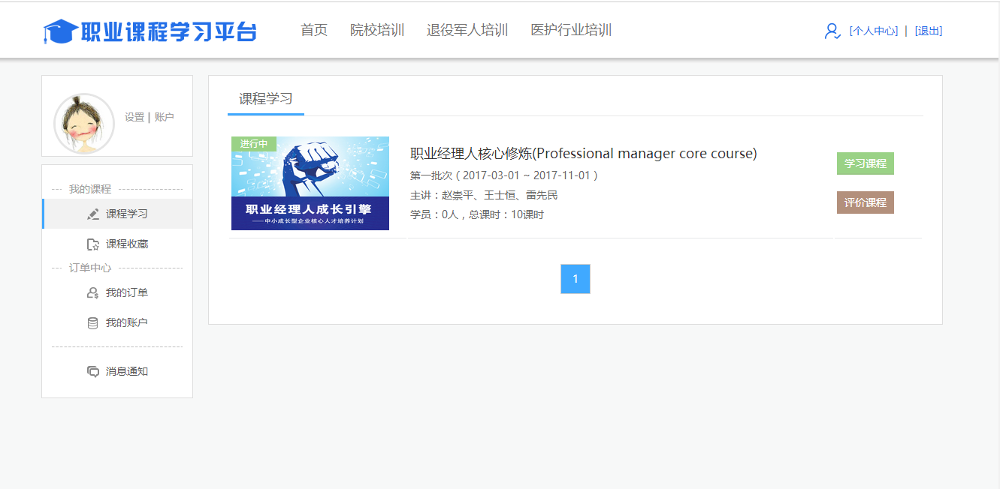 职业课程学习平台 首页 院校培训 退役军人培训 医护行业培训 [个人中心] | [退出]
设置 | 账户
我的课程
课程学习
课程收藏
订单中心
我的订单
我的账户
消息通知
课程学习
进行中
职业经理人成长引擎
——中小成长型企业核心人才培养计划
职业经理人核心修炼(Professional manager core course)
第一批次 ( 2017-03-01 ~ 2017-11-01 )
主讲：赵崇平、王士恒、雷先民
学员：0人，总课时：10课时
学习课程
评价课程
1